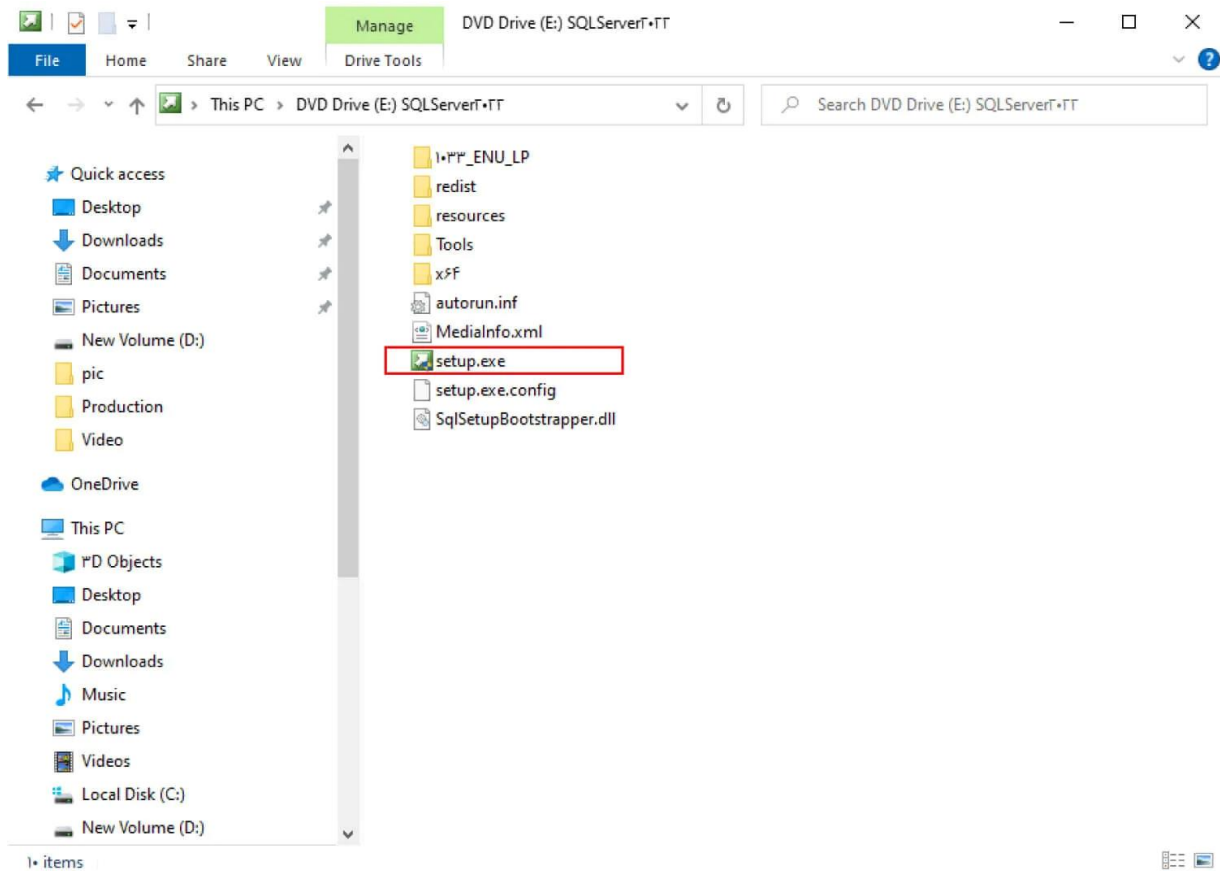 Manage
DVD Drive (E:) SQLServer۲۰۲۲
File
Home
Share
View
Drive Tools
This PC
DVD Drive (E:) SQLServer۲۰۲۲
Search DVD Drive (E:) SQLServer۲۰۲۲
Quick access
Desktop
Downloads
Documents
Pictures
New Volume (D:)
pic
Production
Video
OneDrive
This PC
۳D Objects
Desktop
Documents
Downloads
Music
Pictures
Videos
Local Disk (C:)
New Volume (D:)
۱۰۳۳_ENU_LP
redist
resources
Tools
x۶۴
autorun.inf
MediaInfo.xml
setup.exe
setup.exe.config
SqlSetupBootstrapper.dll
۱۰ items